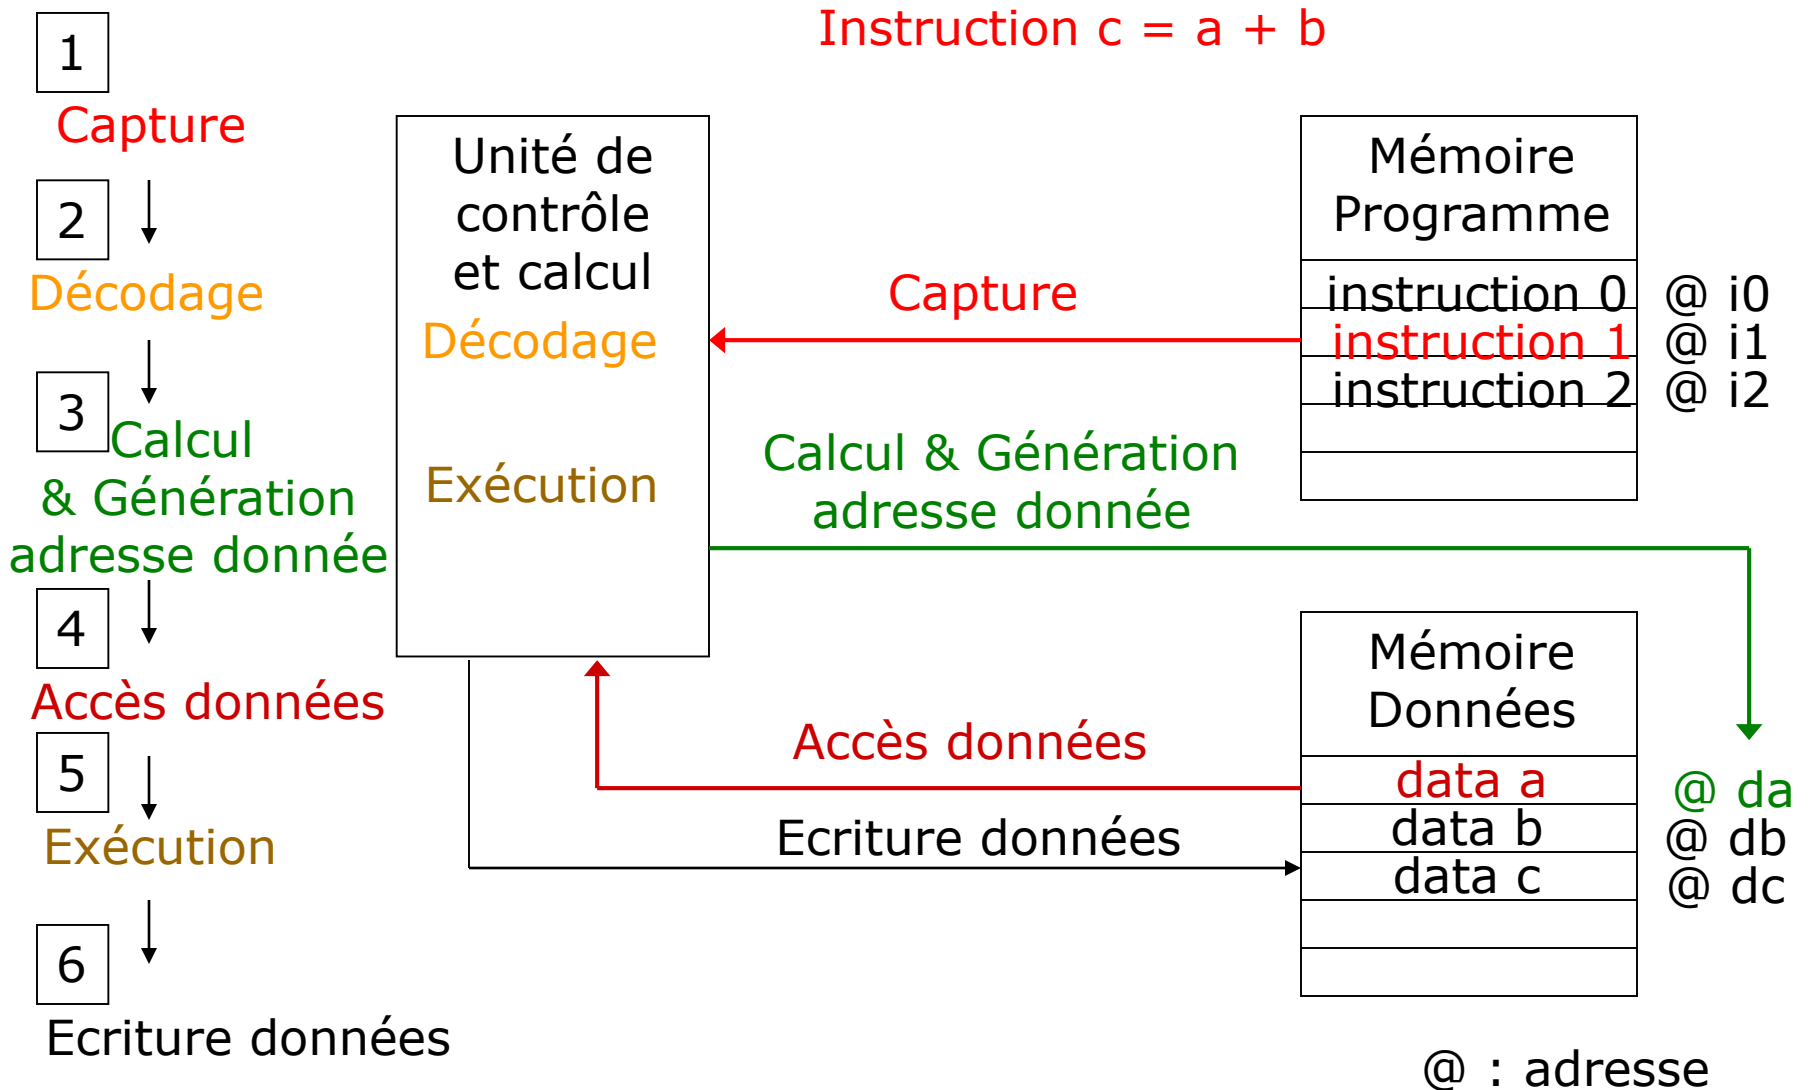 Instruction c = a + b
1
Capture
2
Décodage
3
Calcul
& Génération
adresse donnée
4
Accès données
5
Exécution
6
Ecriture données
Unité de
contrôle
et calcul
Décodage
Exécution
Capture
Calcul & Génération
adresse donnée
Accès données
Ecriture données
Mémoire
Programme
instruction 0 @ i0
instruction 1 @ i1
instruction 2 @ i2
Mémoire
Données
data a @ da
data b @ db
data c @ dc
@ : adresse